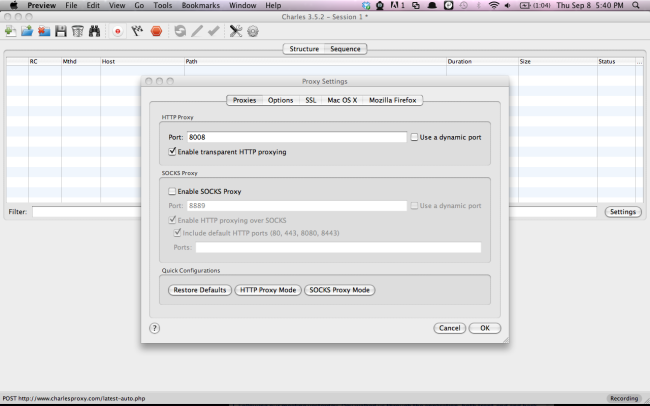 Preview File Edit View Go Tools Bookmarks Window Help 1 (1:04) Thu Sep 8 5:40 PM
Charles 3.5.2 - Session 1 *
Structure Sequence
RC Mthd Host Path Duration Size Status ...
Proxy Settings
Proxies Options SSL Mac OS X Mozilla Firefox
HTTP Proxy
Port: 8008 Use a dynamic port
Enable transparent HTTP proxying
SOCKS Proxy
Enable SOCKS Proxy
Port: 8889 Use a dynamic port
Enable HTTP proxying over SOCKS
Include default HTTP ports (80, 443, 8080, 8443)
Ports:
Filter: Settings
Quick Configurations
Restore Defaults HTTP Proxy Mode SOCKS Proxy Mode
? Cancel OK
POST http://www.charlesproxy.com/latest-auto.php Recording